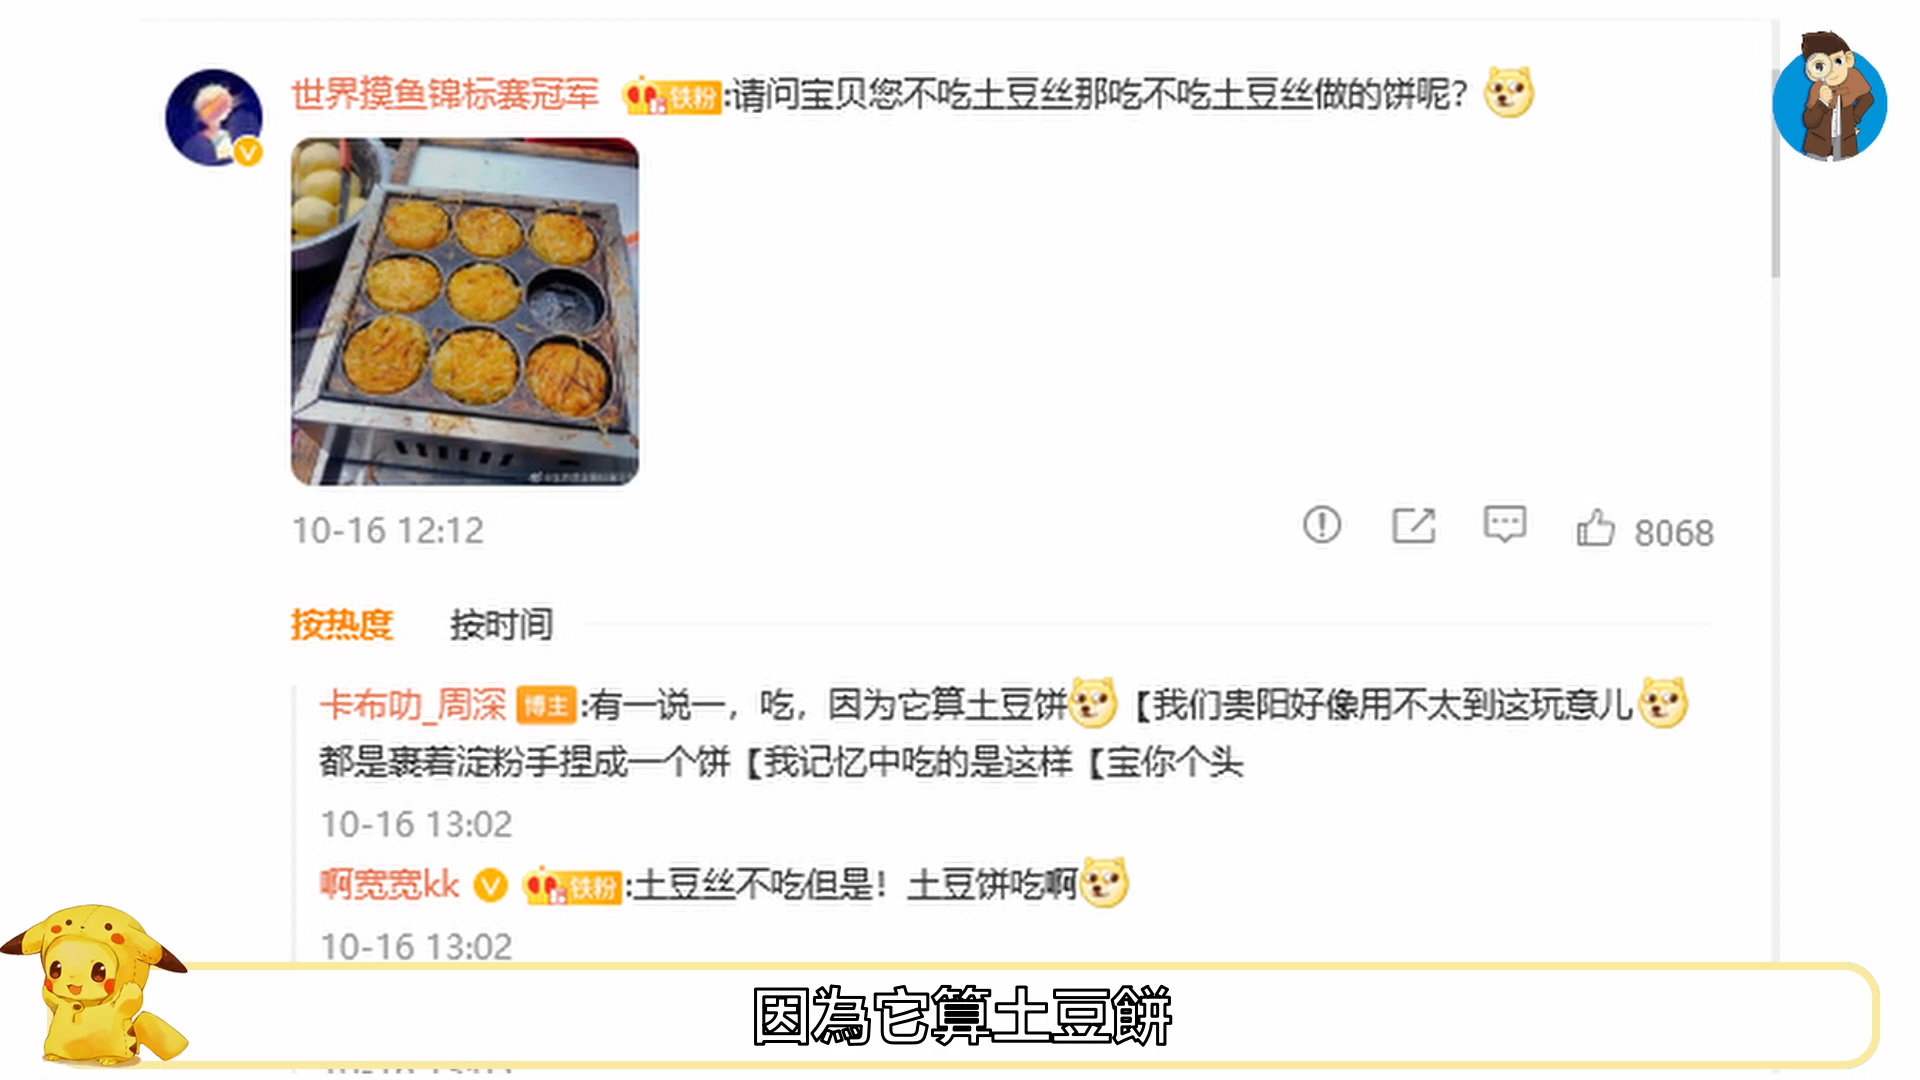 世界摸鱼锦标赛冠军 铁粉:请问宝贝您不吃土豆丝那吃不吃土豆丝做的饼呢?
10-16 12:12
8068
按热度 按时间
卡布叻_周深 博主:有一说一，吃，因为它算土豆饼【我们贵阳好像用不太到这玩意儿
都是裹着淀粉手捏成一个饼【我记忆中吃的是这样【宝你个头
10-16 13:02
啊宽宽kk 铁粉:土豆丝不吃但是！土豆饼吃啊
10-16 13:02
因為它算土豆餅